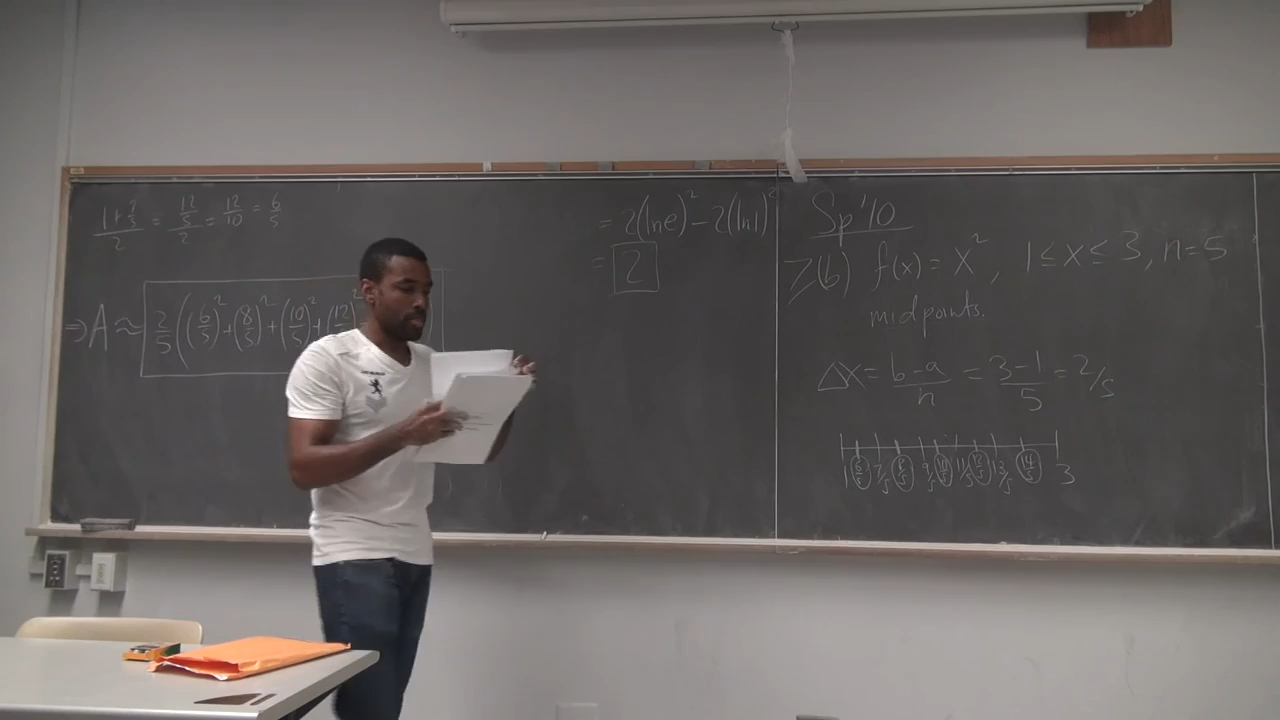 (1 + 7/5)/2 = (12/5)/2 = 12/10 = 6/5
⇒ A ≈ 2/5((6/5)² + (8/5)² + (10/5)² + (12/5)²
= 2(ln e)² − 2(ln 1)²
= 2
Sp '10
7(b) f(x) = x², 1 ≤ x ≤ 3, n = 5
midpoints.
Δx = (b − a)/n = (3 − 1)/5 = 2/5
1 6/5 7/5 8/5 9/5 10/5 11/5 12/5 13/5 14/5 3